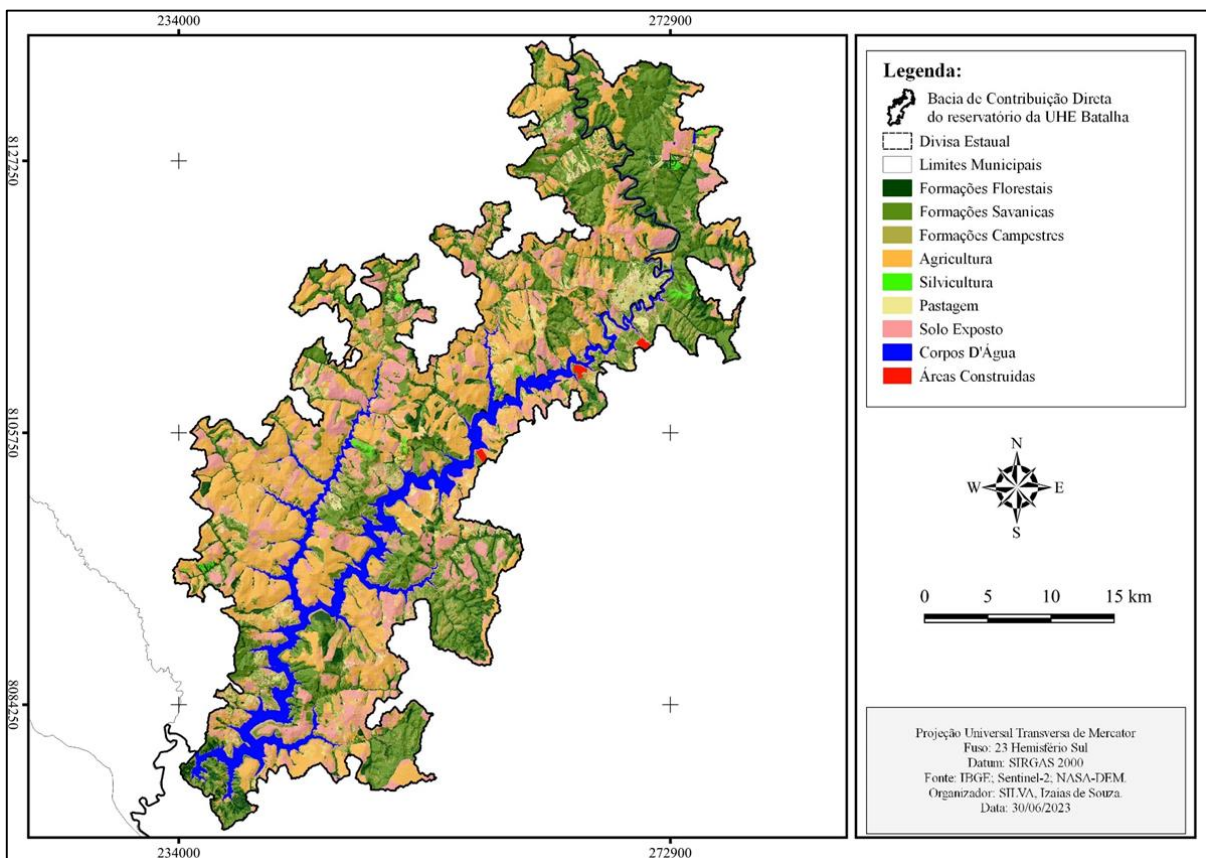 234000
272900
8127250
8105750
8084250
234000
272900
Legenda:
Bacia de Contribuição Direta
do reservatório da UHE Batalha
Divisa Estaual
Limites Municipais
Formações Florestais
Formações Savanicas
Formações Campestres
Agricultura
Silvicultura
Pastagem
Solo Exposto
Corpos D'Água
Áreas Construidas
N
W
E
S
0 5 10 15 km
Projeção Universal Transversa de Mercator
Fuso: 23 Hemisfério Sul
Datum: SIRGAS 2000
Fonte: IBGE; Sentinel-2; NASA-DEM.
Organizador: SILVA, Izaias de Souza.
Data: 30/06/2023